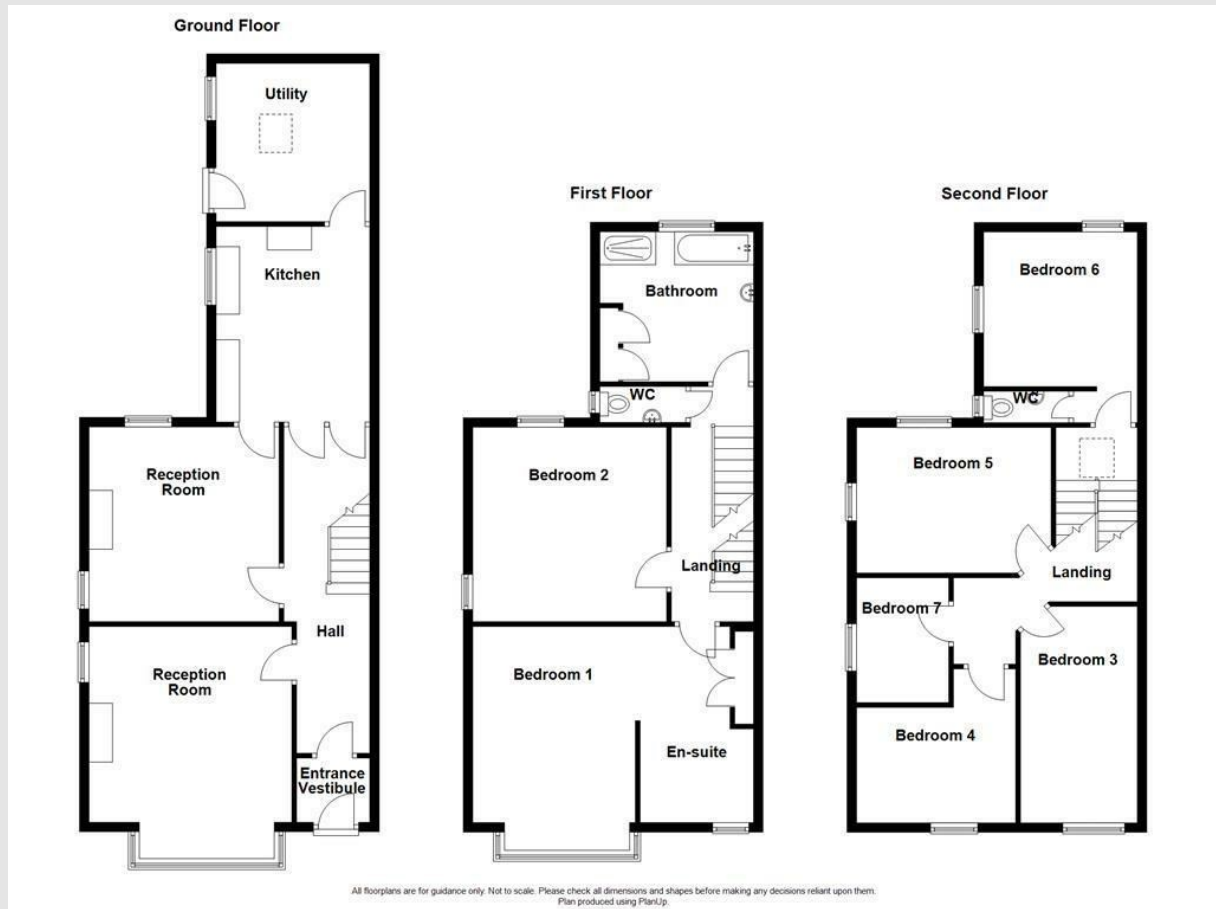 Ground Floor
Utility
Kitchen
Reception
Room
Hall
Reception
Room
Entrance
Vestibule
First Floor
Bathroom
WC
Bedroom 2
Landing
Bedroom 1
En-suite
Second Floor
Bedroom 6
WC
Bedroom 5
Landing
Bedroom 7
Bedroom 3
Bedroom 4
All floorplans are for guidance only. Not to scale. Please check all dimensions and shapes before making any decisions reliant upon them.
Plan produced using PlanUp.